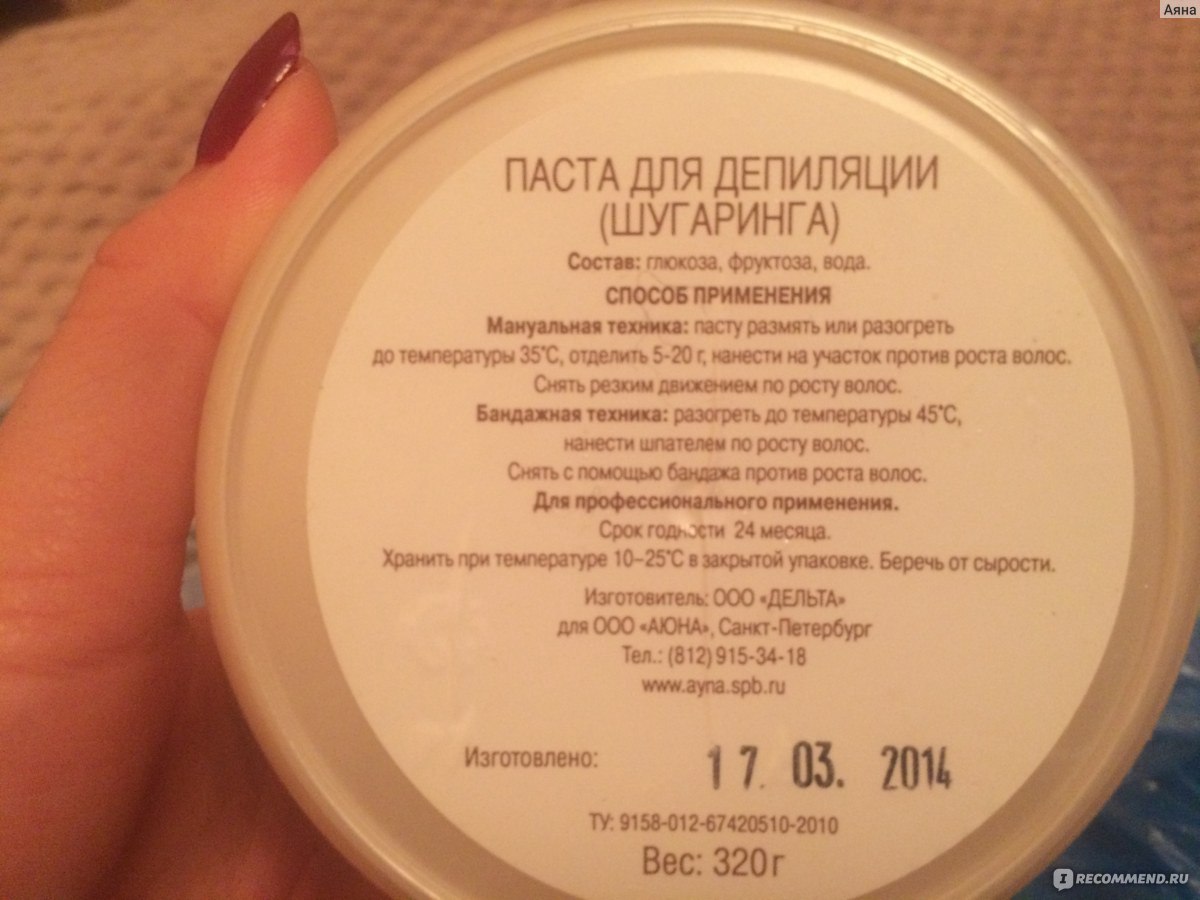 Аяна
ПАСТА ДЛЯ ДЕПИЛЯЦИИ
(ШУГАРИНГА)
Состав: глюкоза, фруктоза, вода.
СПОСОБ ПРИМЕНЕНИЯ
Мануальная техника: пасту размять или разогреть
до температуры 35°С, отделить 5-20 г, нанести на участок против роста волос.
Снять резким движением по росту волос.
Бандажная техника: разогреть до температуры 45°С,
нанести шпателем по росту волос.
Снять с помощью бандажа против роста волос.
Для профессионального применения.
Срок годности 24 месяца.
Хранить при температуре 10–25°С в закрытой упаковке. Беречь от сырости.
Изготовитель: ООО «ДЕЛЬТА»
для ООО «АЮНА», Санкт-Петербург
Тел.: (812) 915-34-18
www.ayna.spb.ru
Изготовлено: 17. 03. 2014
ТУ: 9158-012-67420510-2010
Вес: 320 г
IRECOMMEND.RU